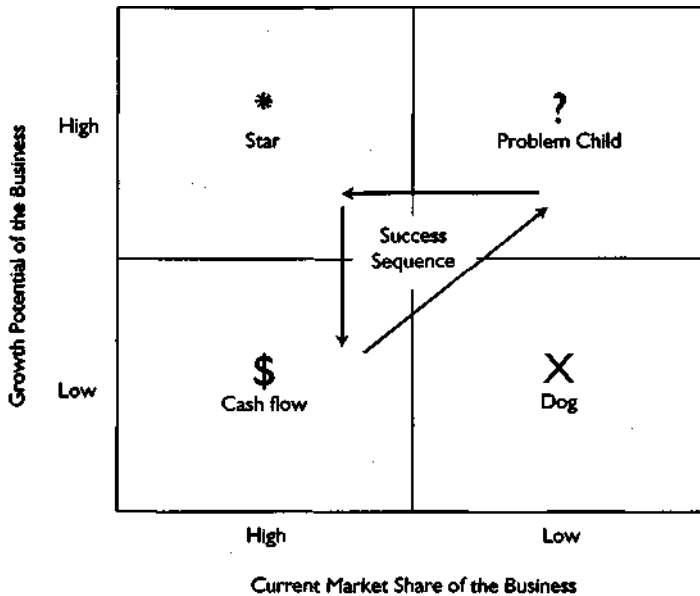 Growth Potential of the Business
High
*
Star
?
Problem Child
Success
Sequence
Low
$
Cash flow
X
Dog
High
Low
Current Market Share of the Business